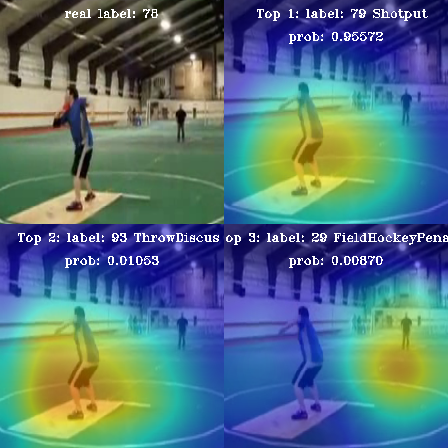 real label: 78
Top 1: label: 79 Shotput
prob: 0.95572
Top 2: label: 93 ThrowDiscus
prob: 0.01053
op 3: label: 29 FieldHockeyPena
prob: 0.00870